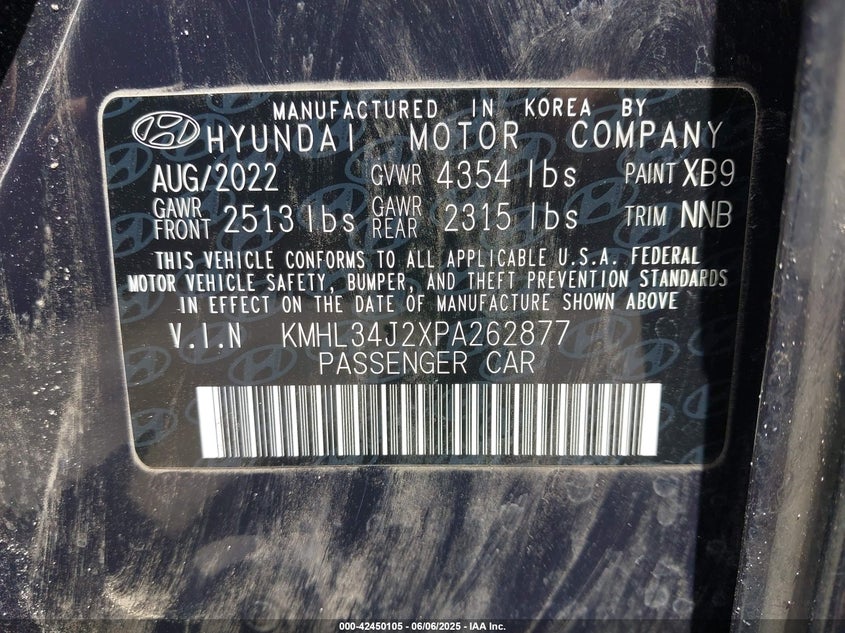 MANUFACTURED IN KOREA BY
HYUNDAI MOTOR COMPANY
AUG/2022 GVWR 4354 lbs PAINT XB9
GAWR FRONT 2513 lbs GAWR REAR 2315 lbs TRIM NNB
THIS VEHICLE CONFORMS TO ALL APPLICABLE U.S.A. FEDERAL
MOTOR VEHICLE SAFETY, BUMPER, AND THEFT PREVENTION STANDARDS
IN EFFECT ON THE DATE OF MANUFACTURING SHOWN ABOVE
V.I.N KMHL34J2XPA262877
PASSENGER CAR
000-42450105 - 06/06/2025 - IAA Inc.